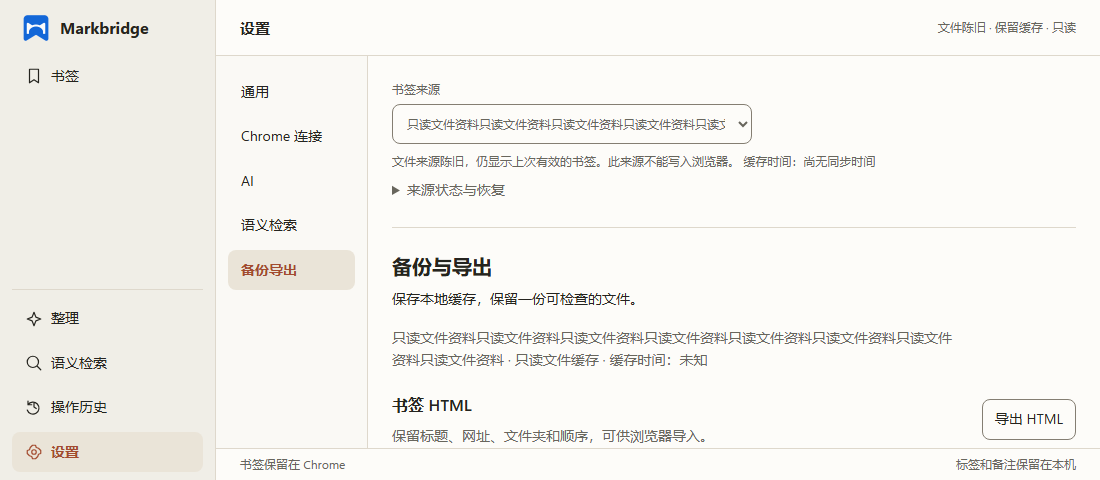 Markbridge
书签
整理
语义检索
操作历史
设置
设置
文件陈旧 · 保留缓存 · 只读
通用
Chrome 连接
AI
语义检索
备份导出
书签来源
只读文件资料只读文件资料只读文件资料只读文件资料只读
文件来源陈旧，仍显示上次有效的书签。此来源不能写入浏览器。 缓存时间：尚无同步时间
来源状态与恢复
备份与导出
保存本地缓存，保留一份可检查的文件。
只读文件资料只读文件资料只读文件资料只读文件资料只读文件资料只读文件资料只读文件
资料只读文件资料 · 只读文件缓存 · 缓存时间：未知
书签 HTML
导出 HTML
保留标题、网址、文件夹和顺序，可供浏览器导入。
书签保留在 Chrome
标签和备注保留在本机